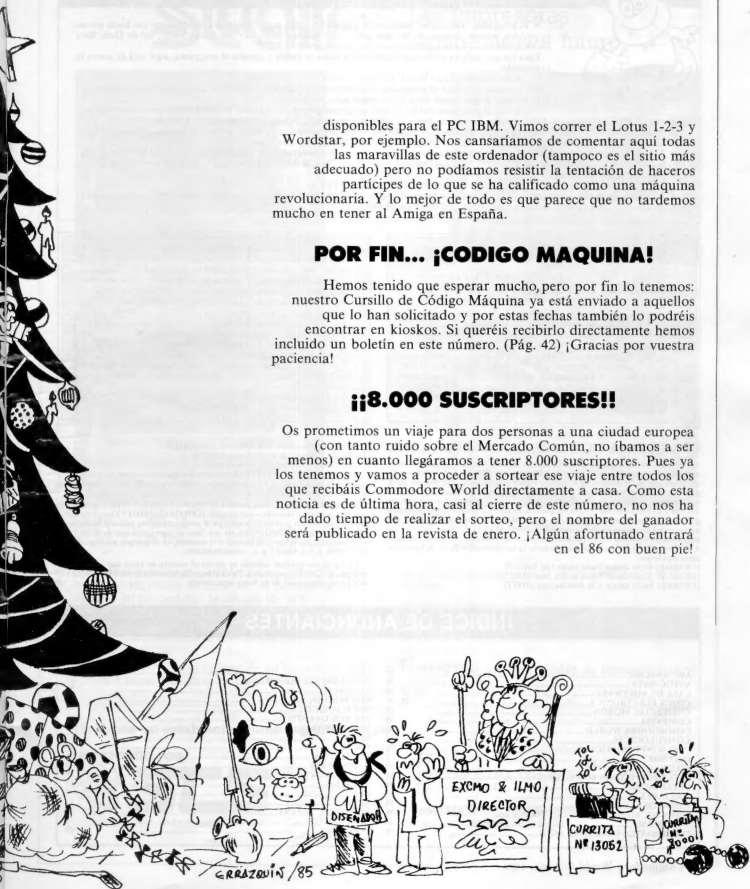 disponibles para el PC IBM. Vimos correr el Lotus 1-2-3 y
Wordstar, por ejemplo. Nos cansaríamos de comentar aquí todas
las maravillas de este ordenador (tampoco es el sitio más
adecuado) pero no podíamos resistir la tentación de haceros
partícipes de lo que se ha calificado como una máquina
revolucionaria. Y lo mejor de todo es que parece que no tardemos
mucho en tener al Amiga en España.
POR FIN... ¡CODIGO MAQUINA!
Hemos tenido que esperar mucho, pero por fin lo tenemos:
nuestro Cursillo de Código Máquina ya está enviado a aquellos
que lo han solicitado y por estas fechas también lo podréis
encontrar en kioskos. Si queréis recibirlo directamente hemos
incluido un boletín en este número. (Pág. 42) ¡Gracias por vuestra
paciencia!
¡¡8.000 SUSCRIPTORES!!
Os prometimos un viaje para dos personas a una ciudad europea
(con tanto ruido sobre el Mercado Común, no íbamos a ser
menos) en cuanto llegáramos a tener 8.000 suscriptores. Pues ya
los tenemos y vamos a proceder a sortear ese viaje entre todos los
que recibáis Commodore World directamente a casa. Como esta
noticia es de última hora, casi al cierre de este número, no nos ha
dado tiempo de realizar el sorteo, pero el nombre del ganador
será publicado en la revista de enero. ¡Algún afortunado entrará
en el 86 con buen pie!
INDICE DE ANUNCIANTES
TOC
TOC
TOC
TOC
TOC
DISEÑADOR
EXCMO & ILMO
DIRECTOR
CURRITA
Nº 13052
CURRITA
Nº
8000
ERRAZQUIN/85